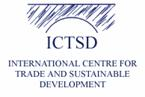 ICTSD
INTERNATIONAL CENTRE FOR
TRADE AND SUSTAINABLE
DEVELOPMENT